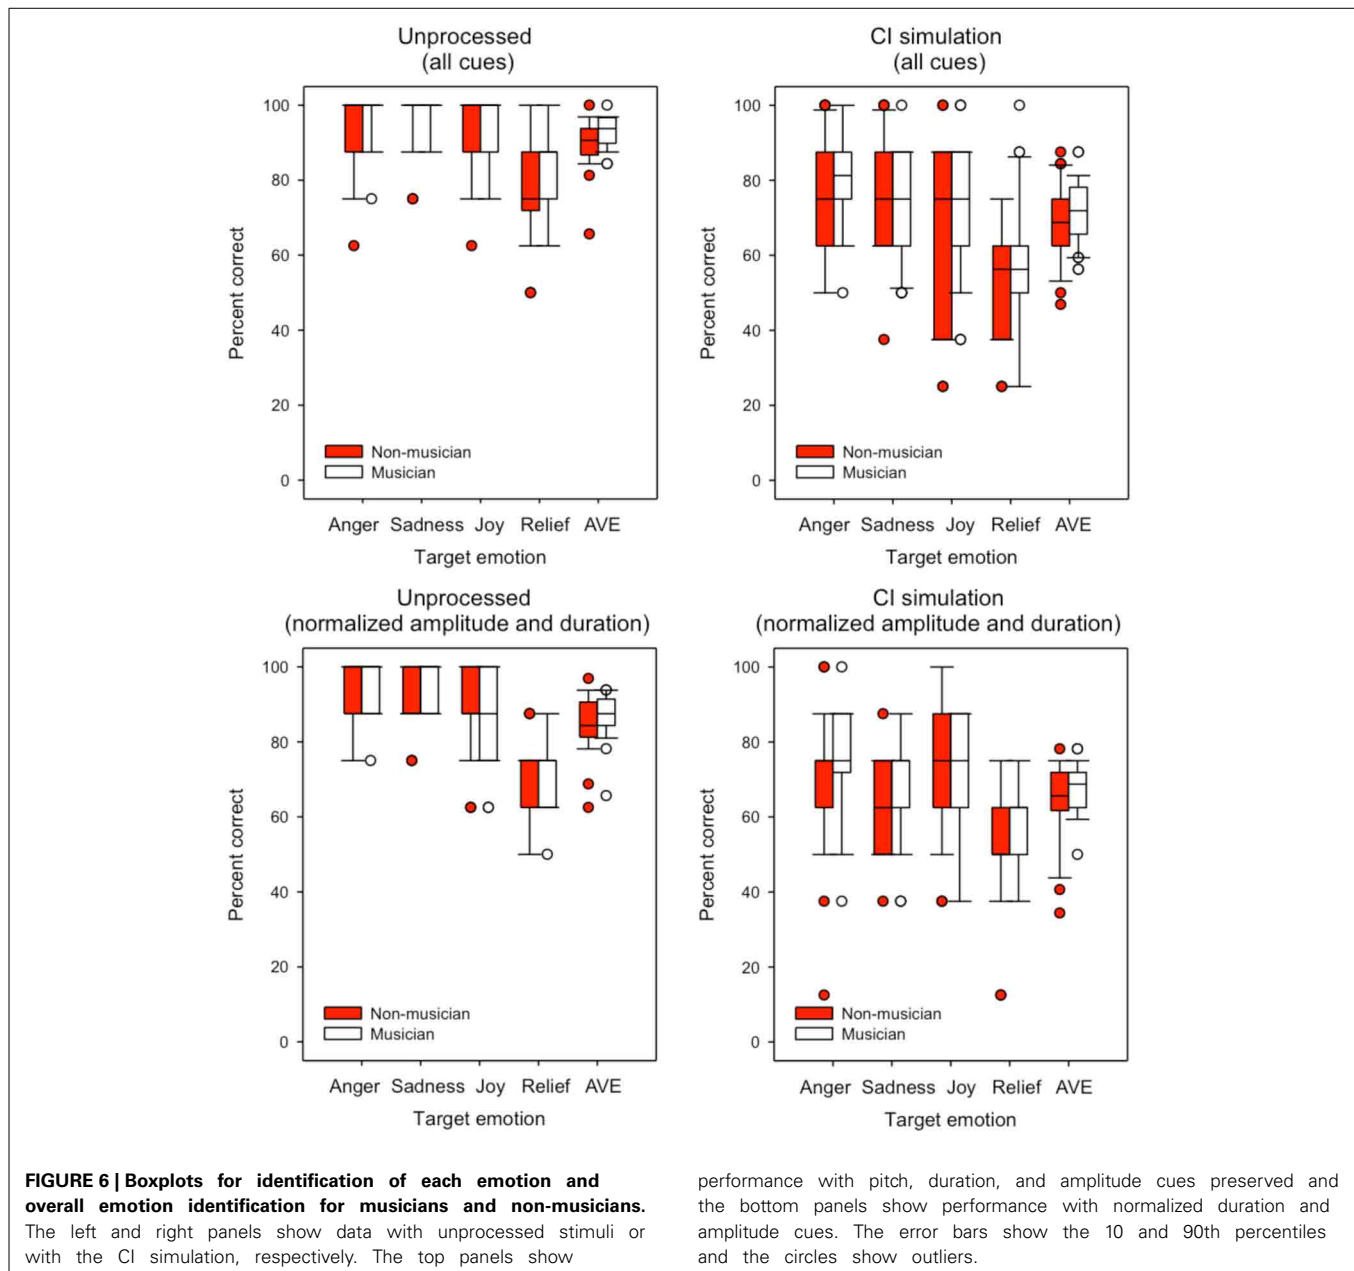 Unprocessed
(all cues)
100
80
60
40
20
0
Percent correct
Non-musician
Musician
Anger Sadness Joy Relief AVE
Target emotion
CI simulation
(all cues)
100
80
60
40
20
0
Percent correct
Non-musician
Musician
Anger Sadness Joy Relief AVE
Target emotion
Unprocessed
(normalized amplitude and duration)
100
80
60
40
20
0
Percent correct
Non-musician
Musician
Anger Sadness Joy Relief AVE
Target emotion
CI simulation
(normalized amplitude and duration)
100
80
60
40
20
0
Percent correct
Non-musician
Musician
Anger Sadness Joy Relief AVE
Target emotion
FIGURE 6 | Boxplots for identification of each emotion and
overall emotion identification for musicians and non-musicians.
The left and right panels show data with unprocessed stimuli or
with the CI simulation, respectively. The top panels show
performance with pitch, duration, and amplitude cues preserved and
the bottom panels show performance with normalized duration and
amplitude cues. The error bars show the 10 and 90th percentiles
and the circles show outliers.